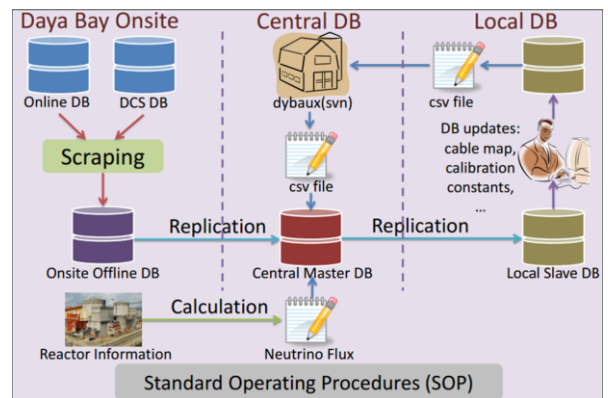 Daya Bay Onsite
Central DB
Local DB
Online DB
DCS DB
dybaux(svn)
csv file
Scraping
csv file
DB updates:
cable map,
calibration
constants,
...
Replication
Replication
Onsite Offline DB
Central Master DB
Local Slave DB
Calculation
Reactor Information
Neutrino Flux
Standard Operating Procedures (SOP)